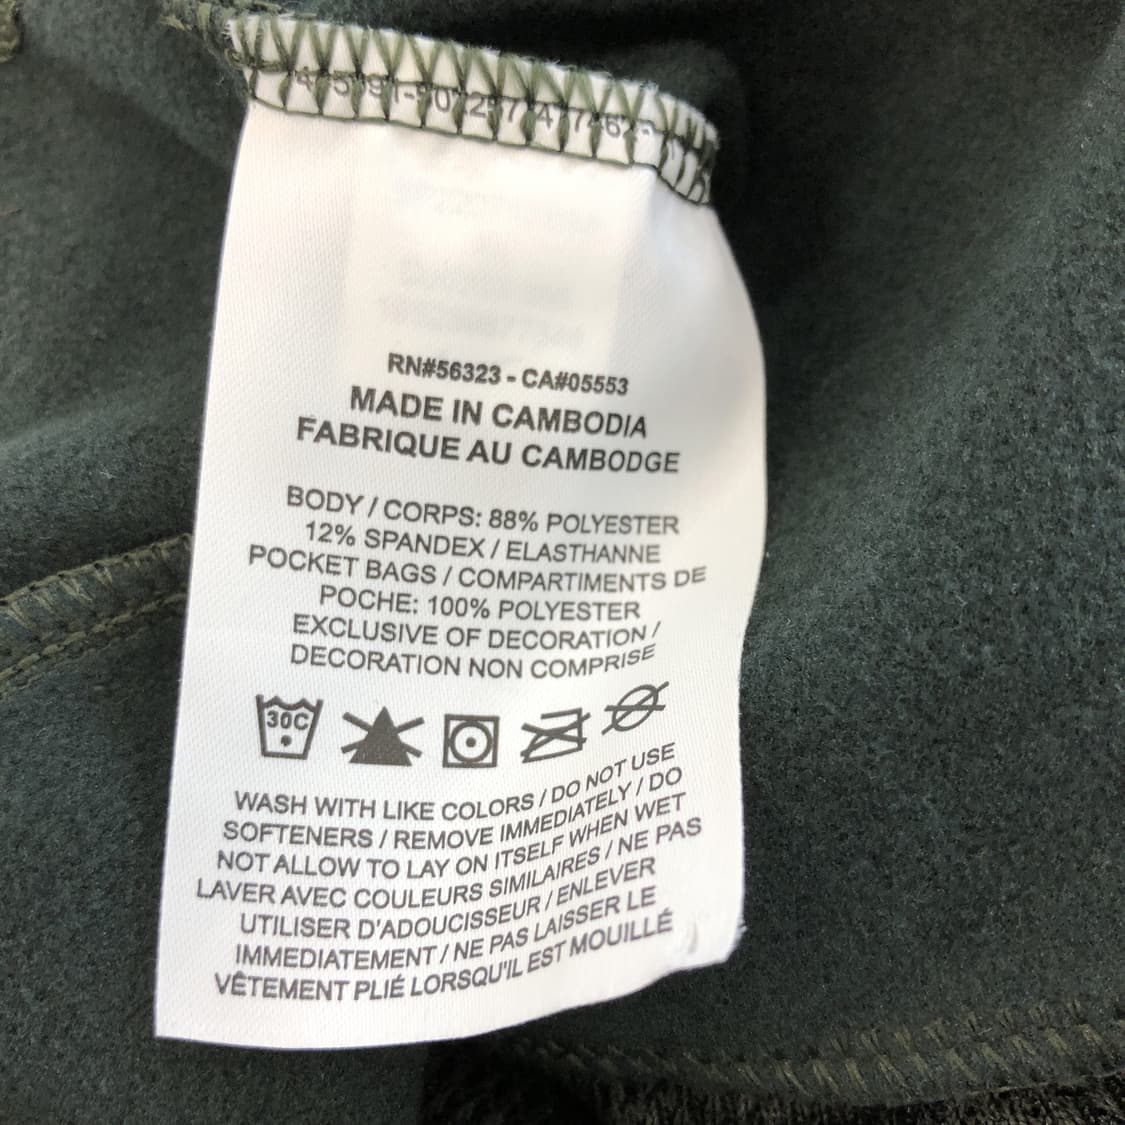 RN#56323 - CA#05553
MADE IN CAMBODIA
FABRIQUE AU CAMBODGE
BODY / CORPS: 88% POLYESTER
12% SPANDEX / ELASTHANNE
POCKET BAGS / COMPARTIMENTS DE
POCHE: 100% POLYESTER
EXCLUSIVE OF DECORATION /
DECORATION NON COMPRISE
30C
WASH WITH LIKE COLORS / DO NOT USE
SOFTENERS / REMOVE IMMEDIATELY / DO
NOT ALLOW TO LAY ON ITSELF WHEN WET
LAVER AVEC COULEURS SIMILAIRES / NE PAS
UTILISER D'ADOUCISSEUR / ENLEVER
IMMEDIATEMENT / NE PAS LAISSER LE
VÊTEMENT PLIÉ LORSQU'IL EST MOUILLÉ